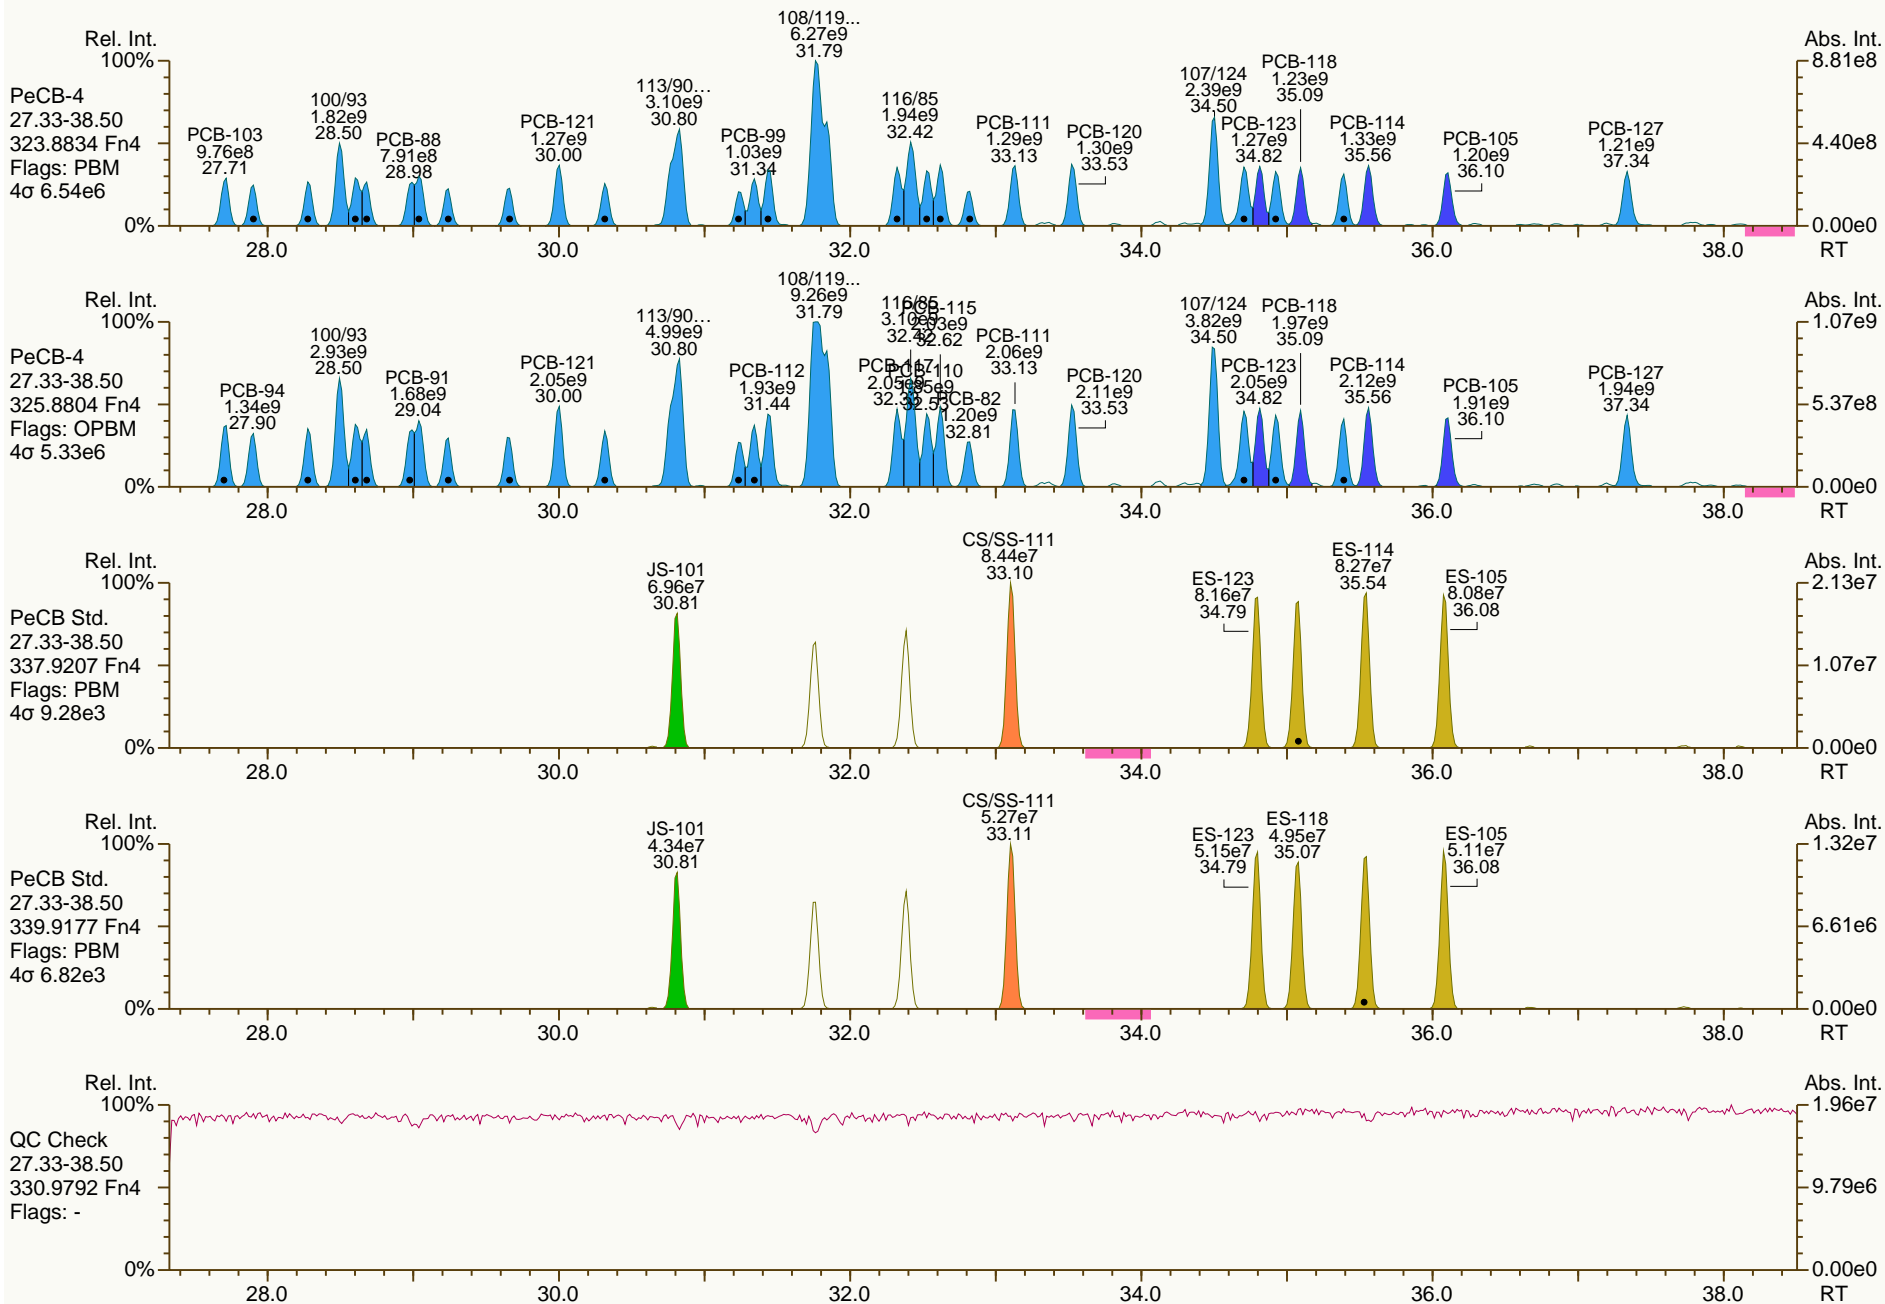 Rel. Int.
Abs. Int.
100%
0%
8.81e8
4.40e8
0.00e0
PeCB-4
27.33-38.50
323.8834 Fn4
Flags: PBM
4σ 6.54e6
PCB-103
9.76e8
27.71
100/93
1.82e9
28.50
PCB-88
7.91e8
28.98
PCB-121
1.27e9
30.00
113/90...
3.10e9
30.80
PCB-99
1.03e9
31.34
108/119...
6.27e9
31.79
116/85
1.94e9
32.42
PCB-111
1.29e9
33.13
PCB-120
1.30e9
33.53
107/124
2.39e9
34.50
PCB-123
1.27e9
34.82
PCB-118
1.23e9
35.09
PCB-114
1.33e9
35.56
PCB-105
1.20e9
36.10
PCB-127
1.21e9
37.34
28.0 30.0 32.0 34.0 36.0 38.0 RT
Rel. Int.
Abs. Int.
100%
0%
1.07e9
5.37e8
0.00e0
PeCB-4
27.33-38.50
325.8804 Fn4
Flags: OPBM
4σ 5.33e6
PCB-94
1.34e9
27.90
100/93
2.93e9
28.50
PCB-91
1.68e9
29.04
PCB-121
2.05e9
30.00
113/90...
4.99e9
30.80
PCB-112
1.93e9
31.44
108/119...
9.26e9
31.79
PCB-117
2.05e9
32.33
116/85
3.10e9
32.42
PCB-110
1.85e9
32.53
PCB-115
2.03e9
32.62
PCB-82
1.20e9
32.81
PCB-111
2.06e9
33.13
PCB-120
2.11e9
33.53
107/124
3.82e9
34.50
PCB-123
2.05e9
34.82
PCB-118
1.97e9
35.09
PCB-114
2.12e9
35.56
PCB-105
1.91e9
36.10
PCB-127
1.94e9
37.34
28.0 30.0 32.0 34.0 36.0 38.0 RT
Rel. Int.
Abs. Int.
100%
0%
2.13e7
1.07e7
0.00e0
PeCB Std.
27.33-38.50
337.9207 Fn4
Flags: PBM
4σ 9.28e3
JS-101
6.96e7
30.81
CS/SS-111
8.44e7
33.10
ES-123
8.16e7
34.79
ES-114
8.27e7
35.54
ES-105
8.08e7
36.08
28.0 30.0 32.0 34.0 36.0 38.0 RT
Rel. Int.
Abs. Int.
100%
0%
1.32e7
6.61e6
0.00e0
PeCB Std.
27.33-38.50
339.9177 Fn4
Flags: PBM
4σ 6.82e3
JS-101
4.34e7
30.81
CS/SS-111
5.27e7
33.11
ES-123
5.15e7
34.79
ES-118
4.95e7
35.07
ES-105
5.11e7
36.08
28.0 30.0 32.0 34.0 36.0 38.0 RT
Rel. Int.
Abs. Int.
100%
0%
1.96e7
9.79e6
0.00e0
QC Check
27.33-38.50
330.9792 Fn4
Flags: -
28.0 30.0 32.0 34.0 36.0 38.0 RT